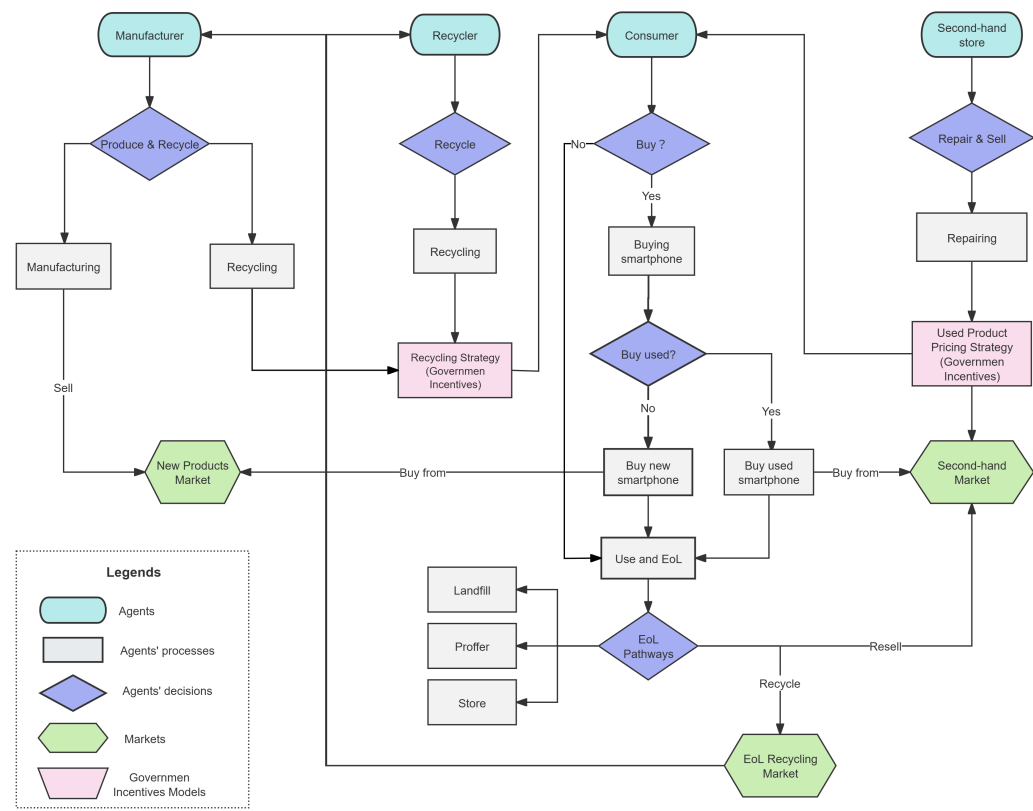 Manufacturer
Recycler
Consumer
Second-hand
store
Produce & Recycle
Recycle
No
Buy ?
Repair & Sell
Yes
Manufacturing
Recycling
Recycling
Buying
smartphone
Repairing
Recycling Strategy
(Governmen
Incentives)
Buy used?
Used Product
Pricing Strategy
(Governmen
Incentives)
Sell
No
Yes
New Products
Market
Buy from
Buy new
smartphone
Buy used
smartphone
Buy from
Second-hand
Market
Use and EoL
Legends
Agents
Agents' processes
Agents' decisions
Markets
Governmen
Incentives Models
Landfill
Proffer
Store
EoL
Pathways
Resell
Recycle
EoL Recycling
Market